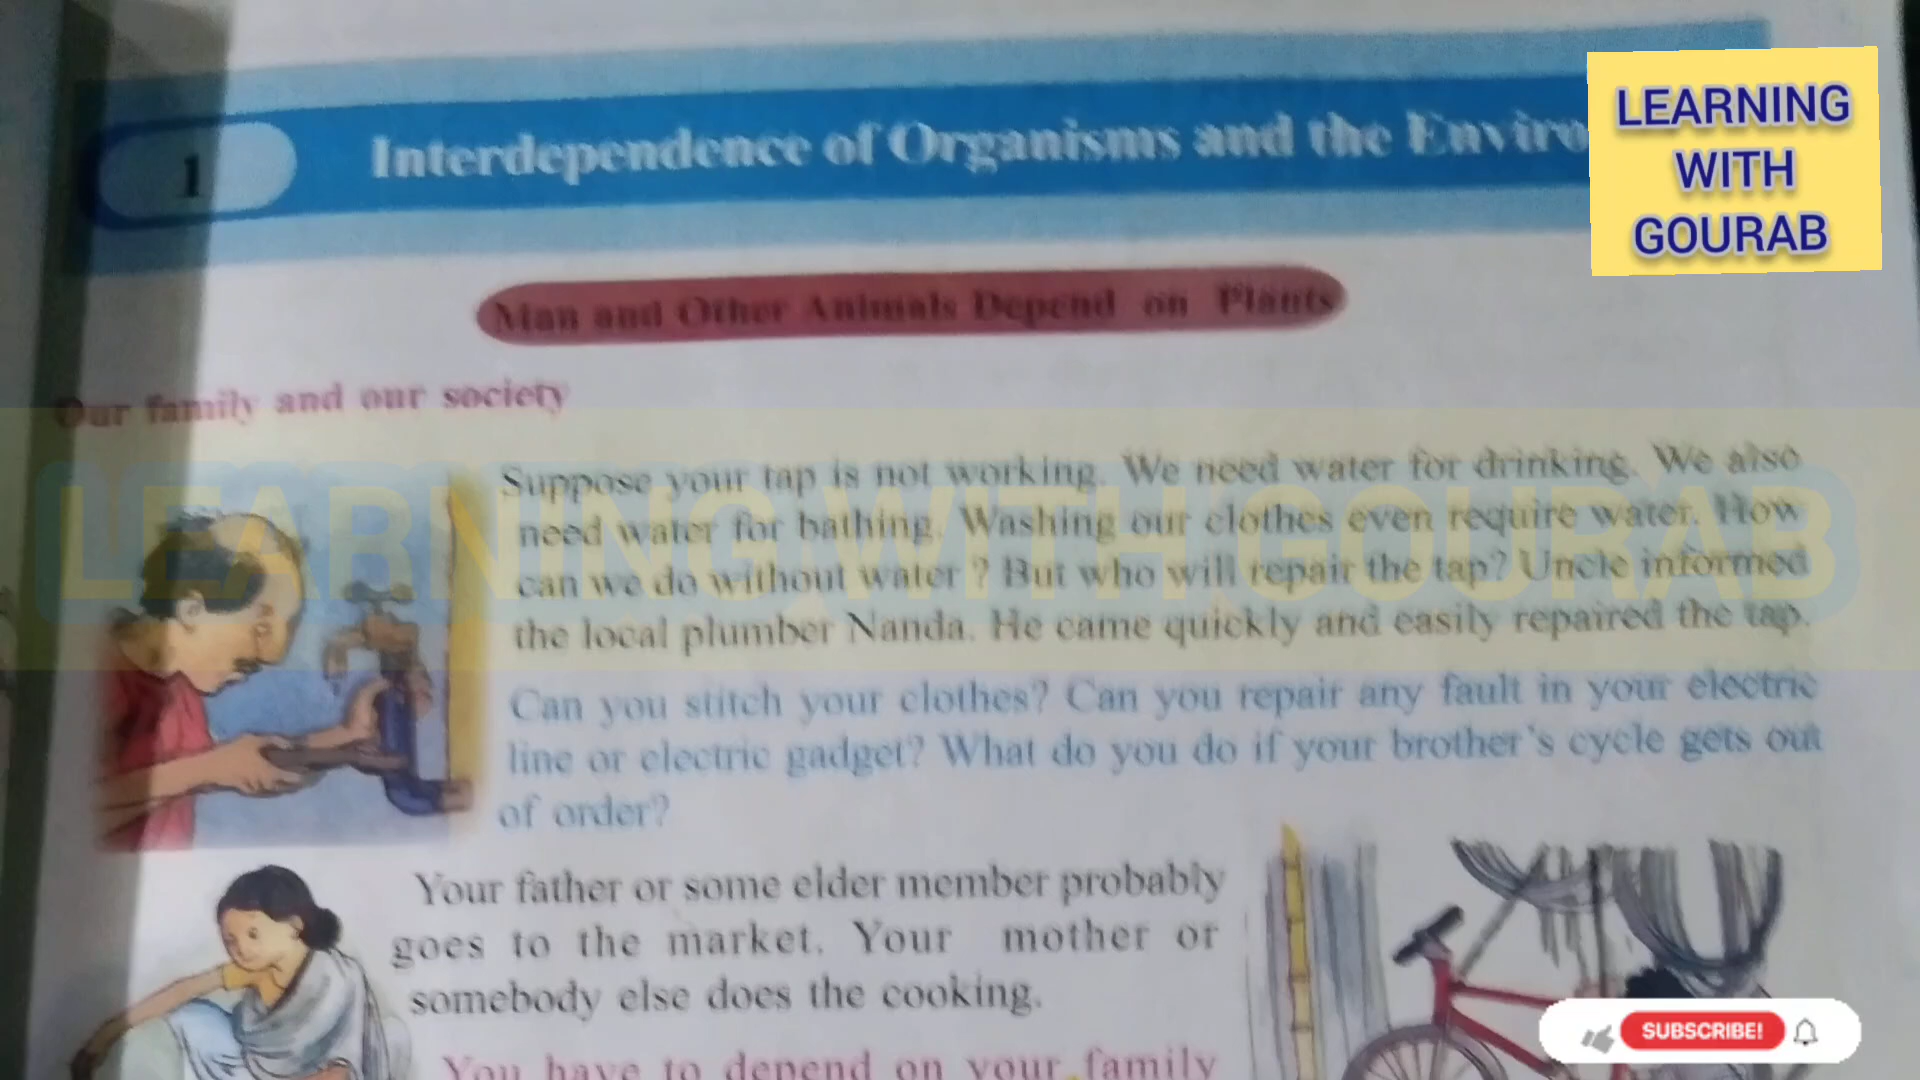 1
Interdependence of Organisms and the Enviro
LEARNING
WITH
GOURAB
Man and Other Animals Depend on Plants
Our family and our society
Suppose your tap is not working. We need water for drinking. We also
need water for bathing. Washing our clothes even require water. How
can we do without water ? But who will repair the tap? Uncle informed
the local plumber Nanda. He came quickly and easily repaired the tap.
LEARNING WITH GOURAB
Can you stitch your clothes? Can you repair any fault in your electric
line or electric gadget? What do you do if your brother's cycle gets out
of order?
Your father or some elder member probably
goes to the market. Your mother or
somebody else does the cooking.
You have to depend on your family
SUBSCRIBE!